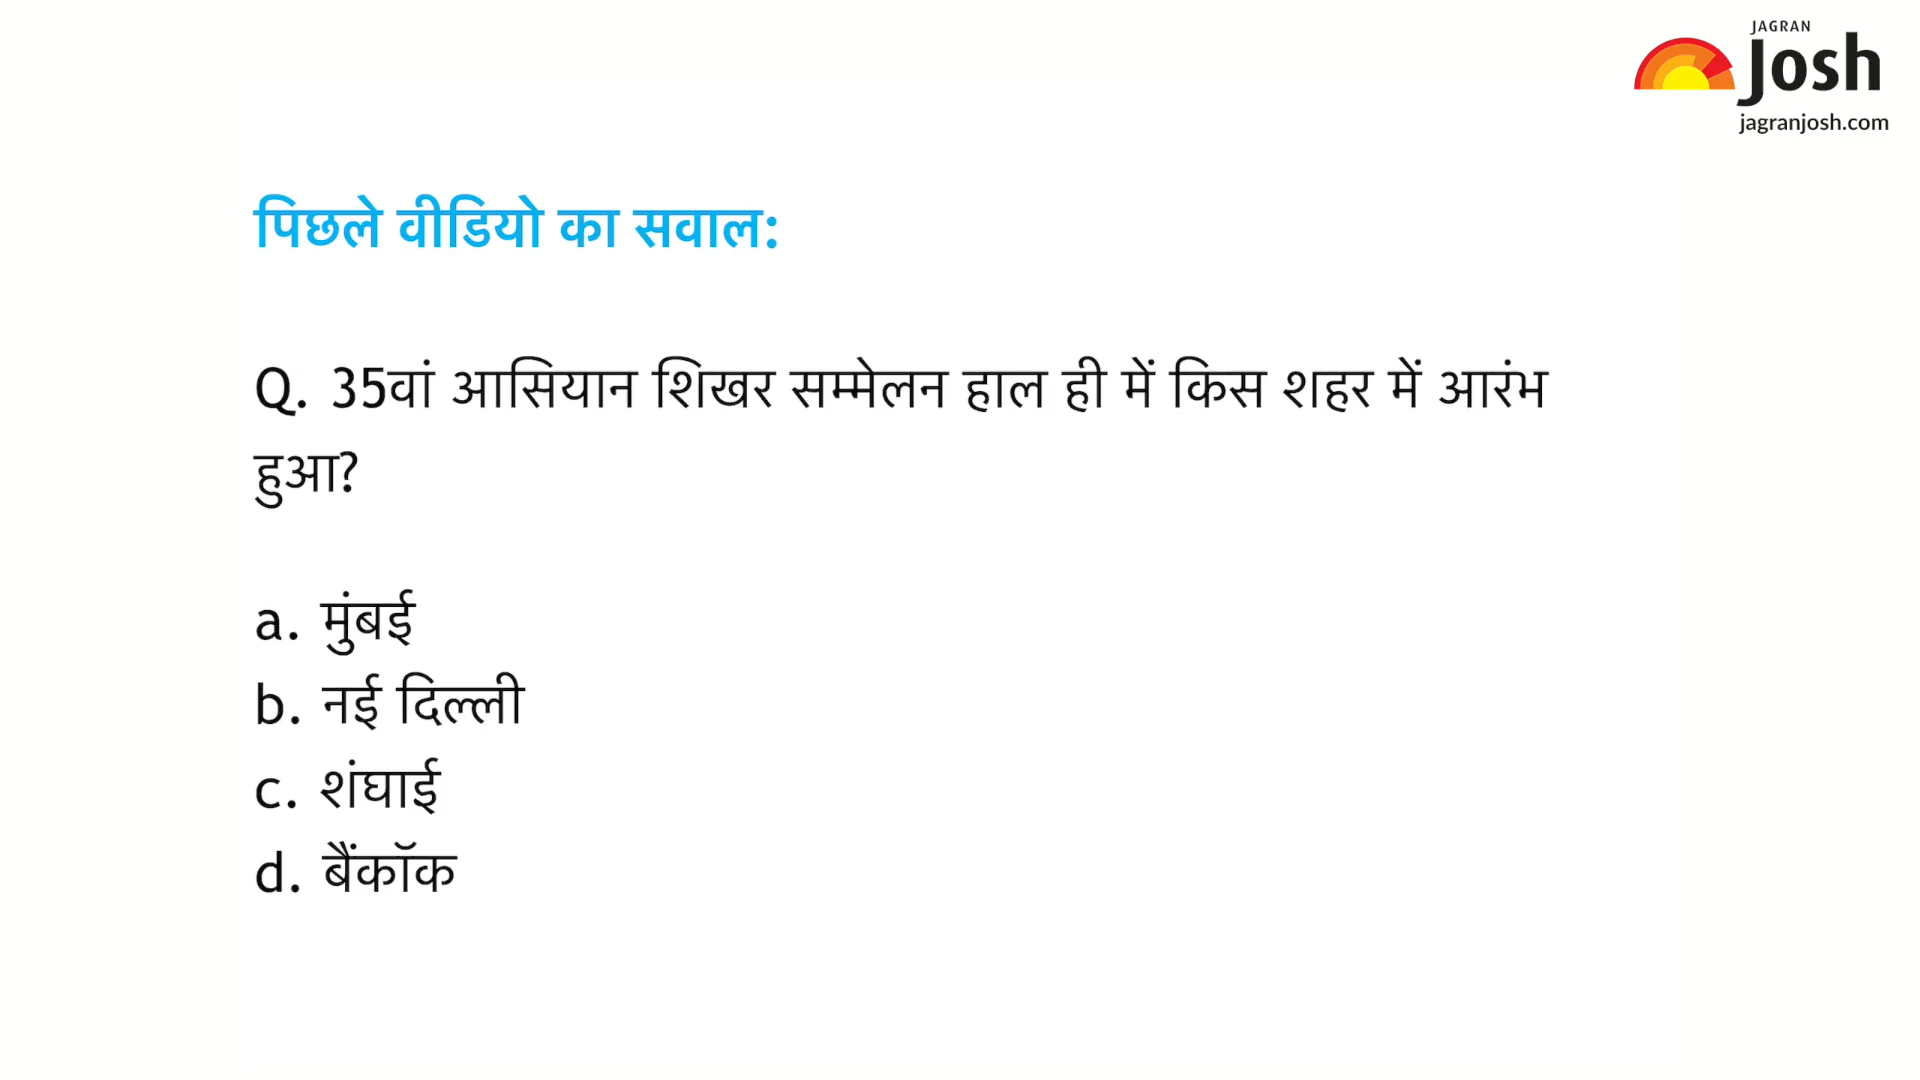 JAGRAN
Josh
jagranjosh.com
पिछले वीडियो का सवाल:
Q. 35वां आसियान शिखर सम्मेलन हाल ही में किस शहर में आरंभ
हुआ?
a. मुंबई
b. नई दिल्ली
c. शंघाई
d. बैंकॉक